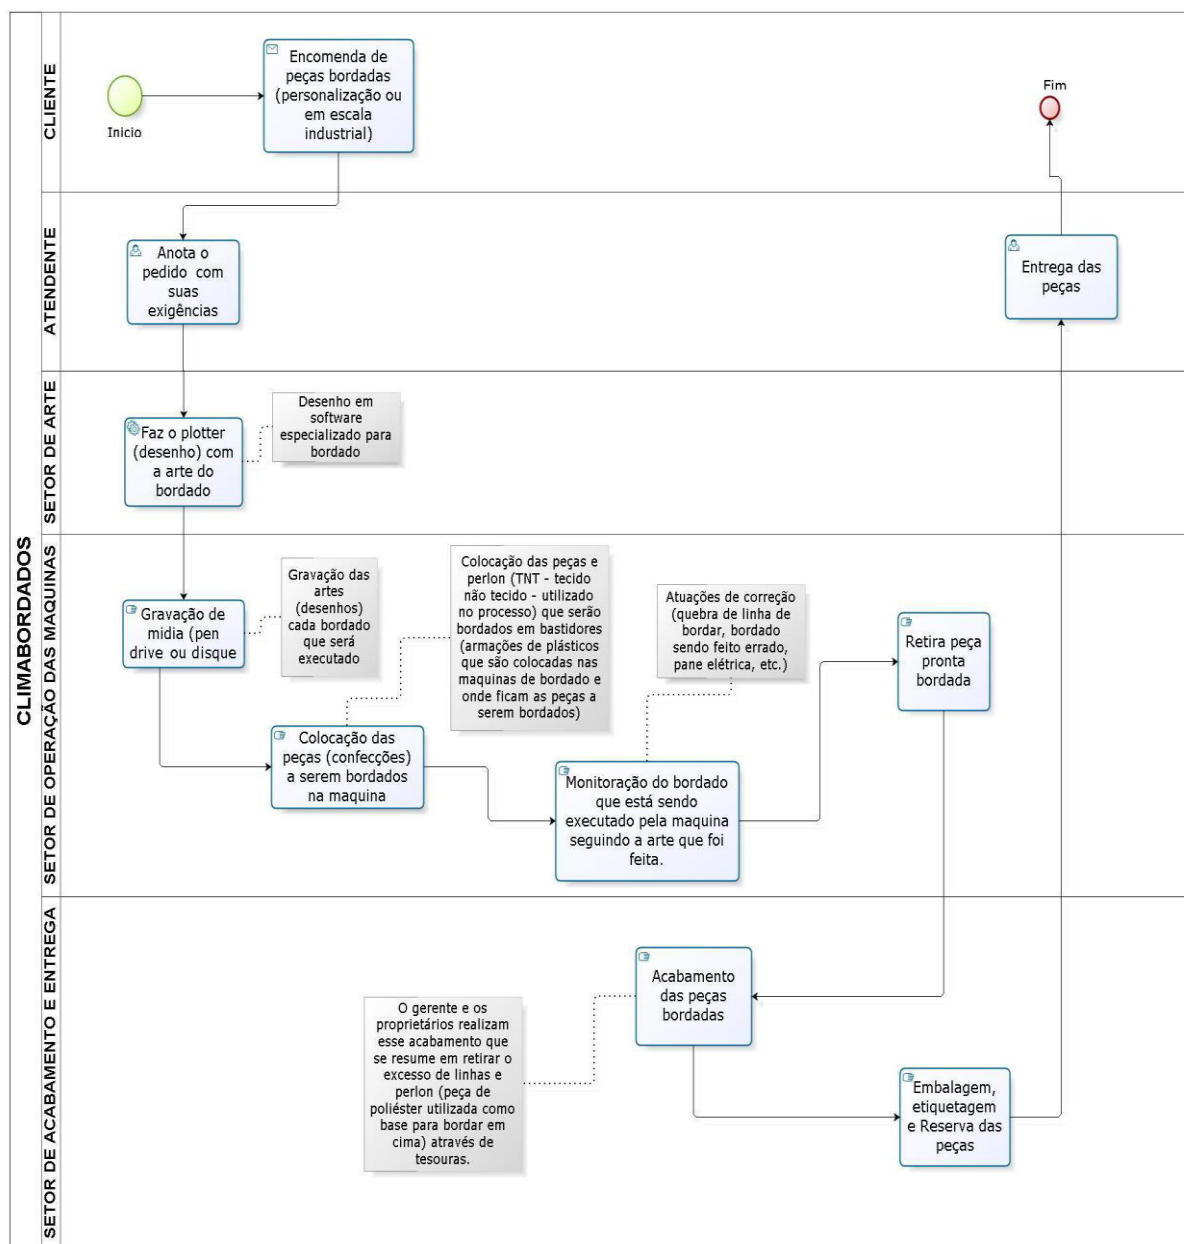 CLIMABORDADOS
CLIENTE
Inicio
Encomenda de
peças bordadas
(personalização ou
em escala
industrial)
Fim
ATENDENTE
Anota o
pedido com
suas
exigências
Entrega das
peças
SETOR DE ARTE
Faz o plotter
(desenho) com
a arte do
bordado
Desenho em
software
especializado para
bordado
SETOR DE OPERAÇÃO DAS MAQUINAS
Gravação de
midia (pen
drive ou disque
Gravação das
artes
(desenhos)
cada bordado
que será
executado
Colocação das peças e
perlon (TNT - tecido
não tecido - utilizado
no processo) que serão
bordados em bastidores
(armações de plásticos
que são colocadas nas
maquinas de bordado e
onde ficam as peças a
serem bordados)
Colocação das
peças (confecções)
a serem bordados
na maquina
Atuações de correção
(quebra de linha de
bordar, bordado
sendo feito errado,
pane elétrica, etc.)
Monitoração do bordado
que está sendo
executado pela maquina
seguindo a arte que foi
feita.
Retira peça
pronta
bordada
SETOR DE ACABAMENTO E ENTREGA
Acabamento
das peças
bordadas
O gerente e os
proprietários realizam
esse acabamento que
se resume em retirar o
excesso de linhas e
perlon (peça de
poliéster utilizada como
base para bordar em
cima) através de
tesouras.
Embalagem,
etiquetagem
e Reserva das
peças